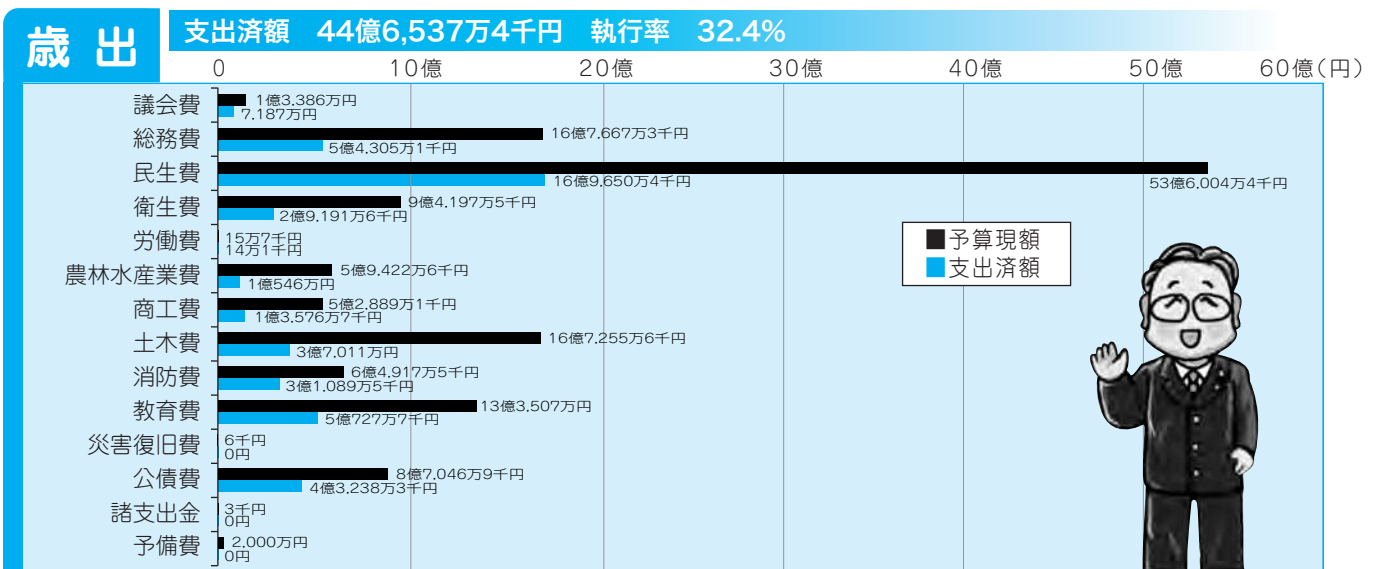 歳出
支出済額 44億6,537万4千円 執行率 32.4%
0 10億 20億 30億 40億 50億 60億(円)
議会費 1億3,386万円
7,187万円
総務費 16億7,667万3千円
5億4,305万1千円
民生費 53億6,004万4千円
16億9,650万4千円
衛生費 9億4,197万5千円
2億9,191万6千円
労働費 15万7千円
14万1千円
農林水産業費 5億9,422万6千円
1億546万円
商工費 5億2,889万1千円
1億3,576万7千円
土木費 16億7,255万6千円
3億7,011万円
消防費 6億4,917万5千円
3億1,089万5千円
教育費 13億3,507万円
5億727万7千円
災害復旧費 6千円
0円
公債費 8億7,046万9千円
4億3,238万3千円
諸支出金 3千円
0円
予備費 2,000万円
0円
■予算現額
■支出済額